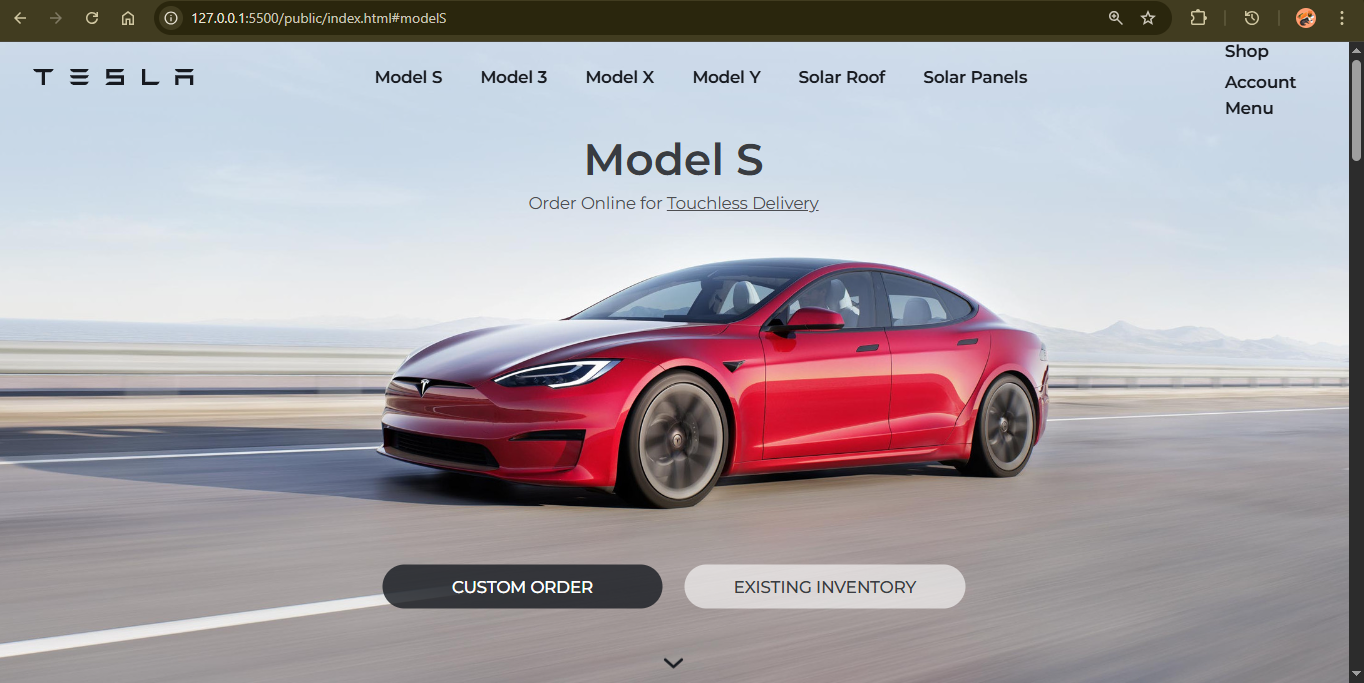 127.0.0.1:5500/public/index.html#modelS
Shop
TESLA Model S Model 3 Model X Model Y Solar Roof Solar Panels
Account
Menu
Model S
Order Online for Touchless Delivery
CUSTOM ORDER EXISTING INVENTORY